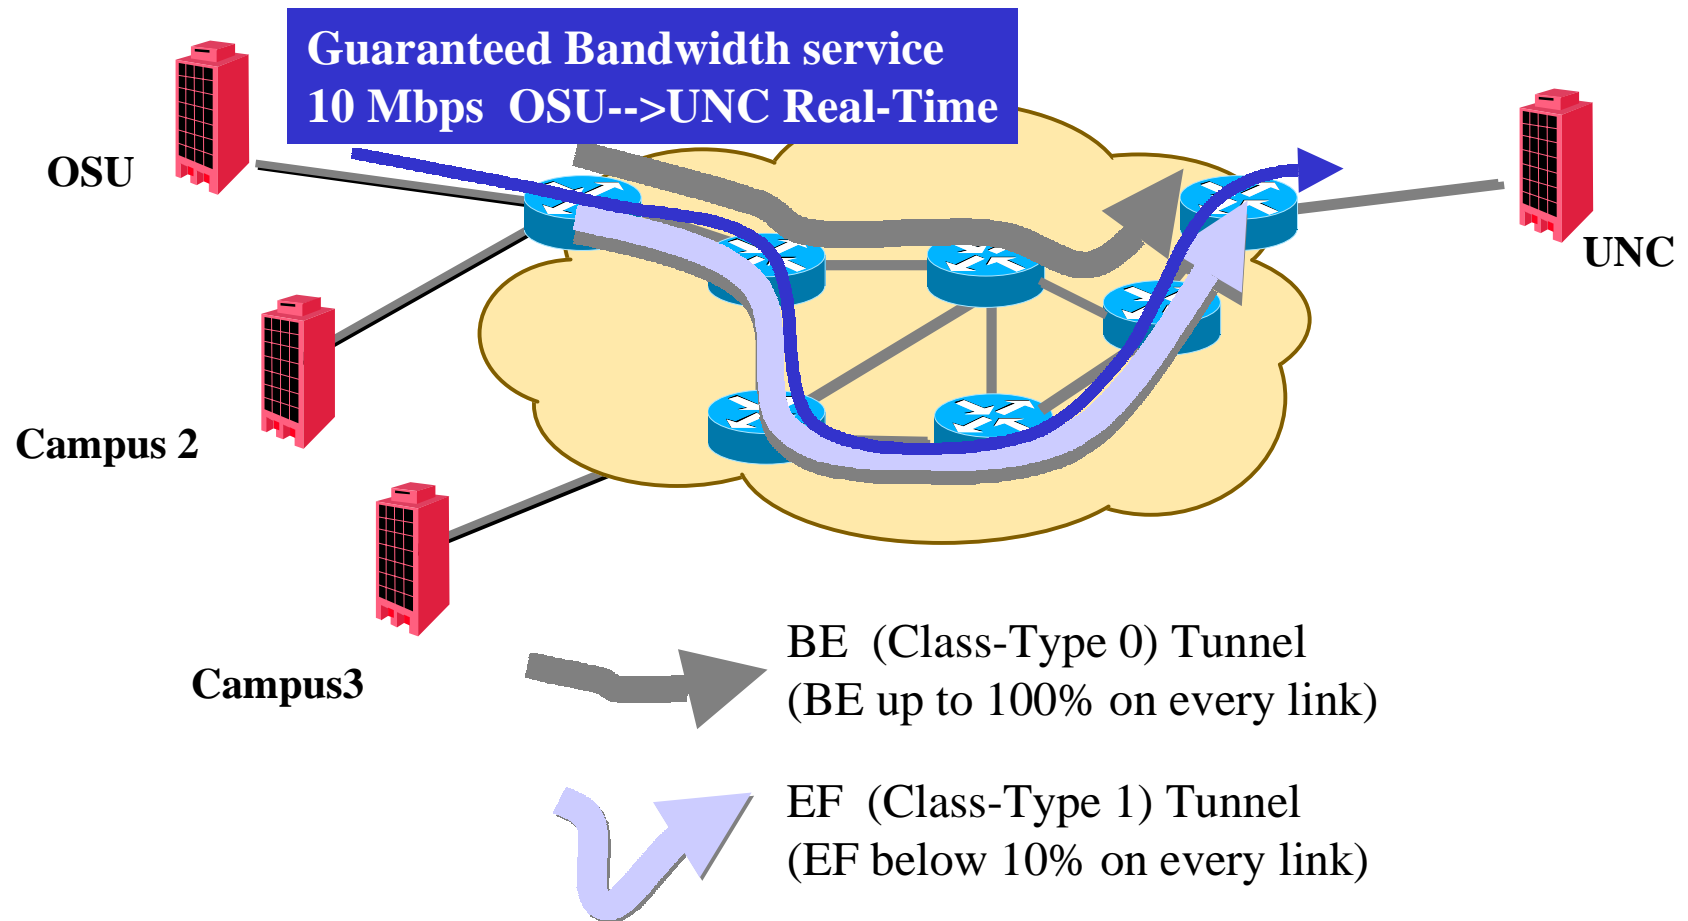 Guaranteed Bandwidth service
10 Mbps  OSU-->UNC Real-Time
OSU
UNC
Campus 2
Campus3
BE  (Class-Type 0) Tunnel
(BE up to 100% on every link)
EF  (Class-Type 1) Tunnel
(EF below 10% on every link)